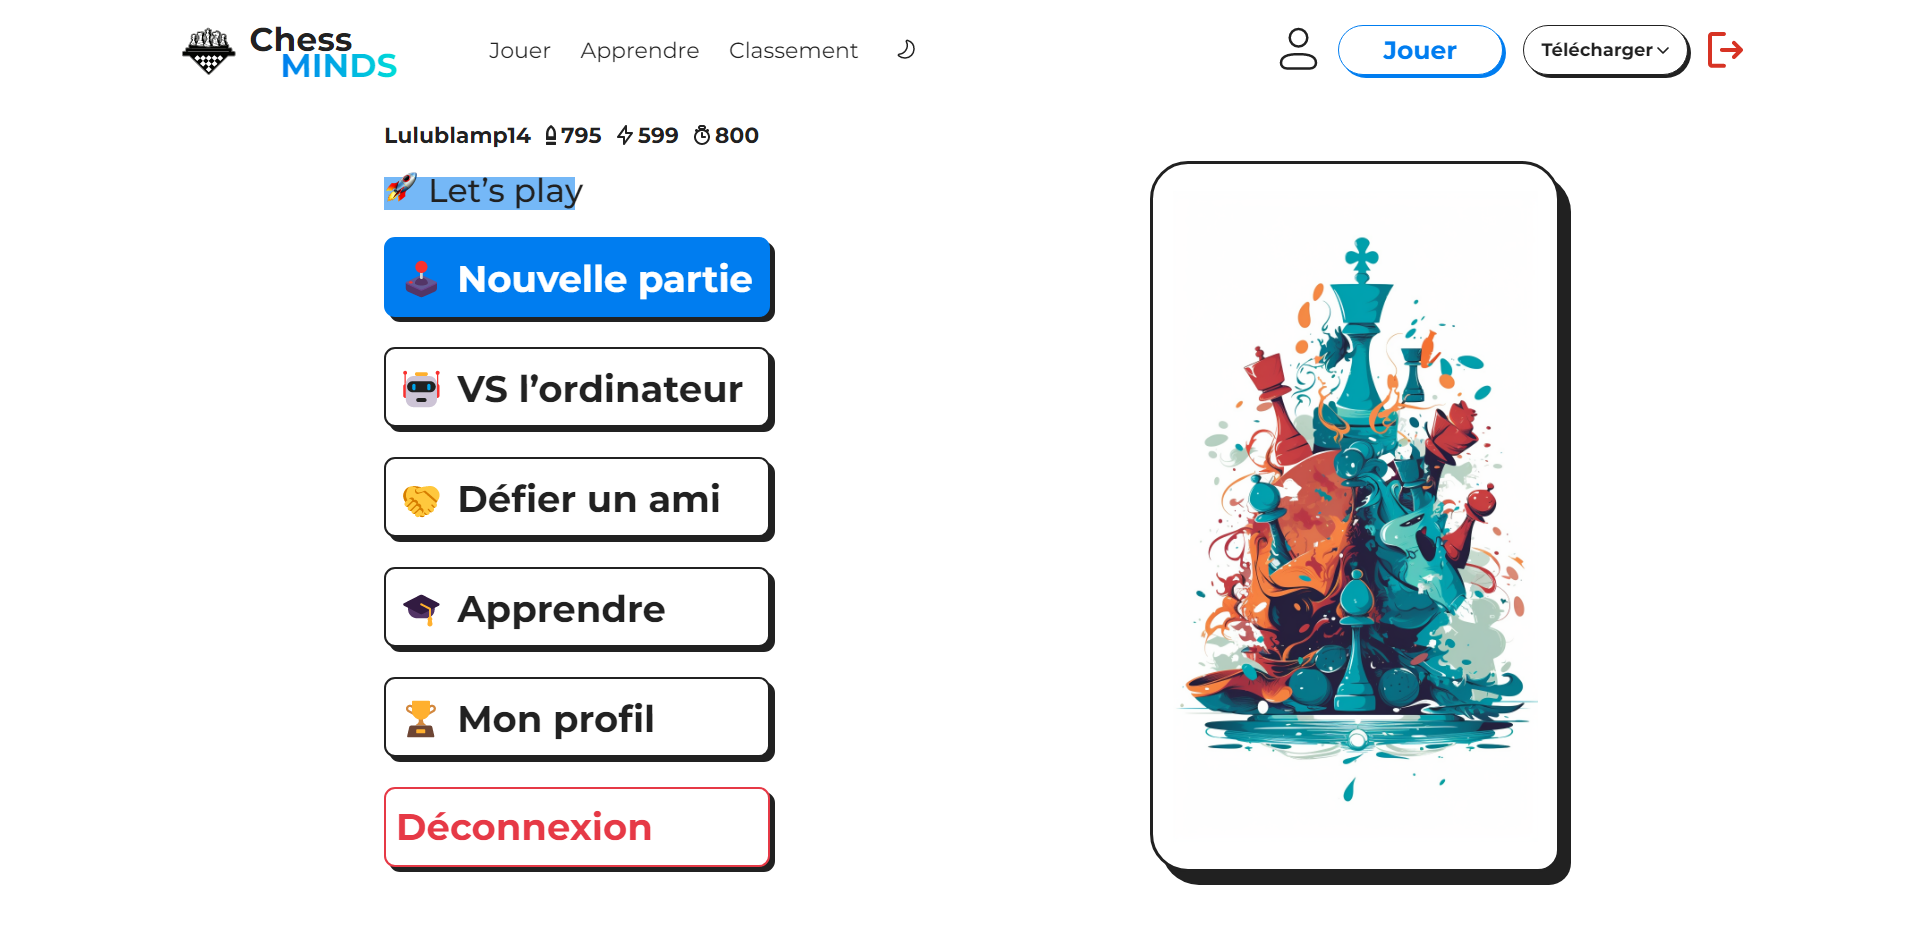 Chess
MINDS
Jouer Apprendre Classement
Jouer
Télécharger
Lulublamp14 795 599 800
🚀 Let’s play
Nouvelle partie
VS l’ordinateur
Défier un ami
Apprendre
Mon profil
Déconnexion